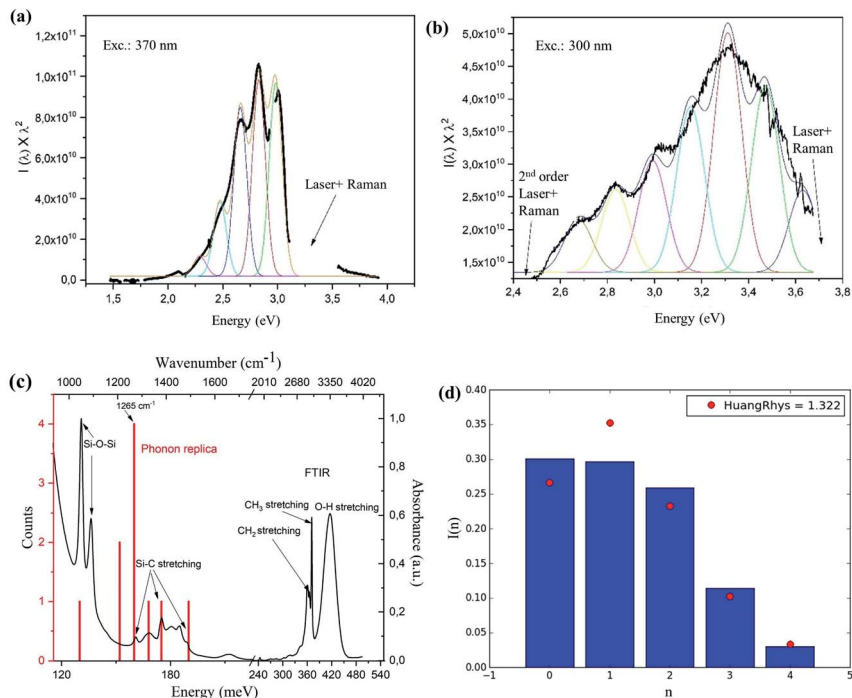 (a)
Exc.: 370 nm
I (λ) X λ²
1,2x10¹¹
1,0x10¹¹
8,0x10¹⁰
6,0x10¹⁰
4,0x10¹⁰
2,0x10¹⁰
0,0
Laser+ Raman
1,5 2,0 2,5 3,0 3,5 4,0
Energy (eV)
(b)
Exc.: 300 nm
I(λ) X λ²
5,0x10¹⁰
4,5x10¹⁰
4,0x10¹⁰
3,5x10¹⁰
3,0x10¹⁰
2,5x10¹⁰
2,0x10¹⁰
1,5x10¹⁰
2nd order
Laser+
Raman
Laser+
Raman
2,4 2,6 2,8 3,0 3,2 3,4 3,6 3,8
Energy (eV)
Wavenumber (cm⁻¹)
1050 1200 1350 1500 1650 2010 2680 3350 4020
(c)
1265 cm⁻¹
Si-O-Si
Phonon replica
FTIR
CH₃ stretching
O-H stretching
CH₂ stretching
Si-C stretching
Counts
4
3
2
1
0
Absorbance (a.u.)
1,0
0,8
0,6
0,4
0,2
0,0
120 160 180 240 300 360 420 480 540
Energy (meV)
(d)
HuangRhys = 1.322
I(n)
0.40
0.35
0.30
0.25
0.20
0.15
0.10
0.05
0.00
−1 0 1 2 3 4 5
n